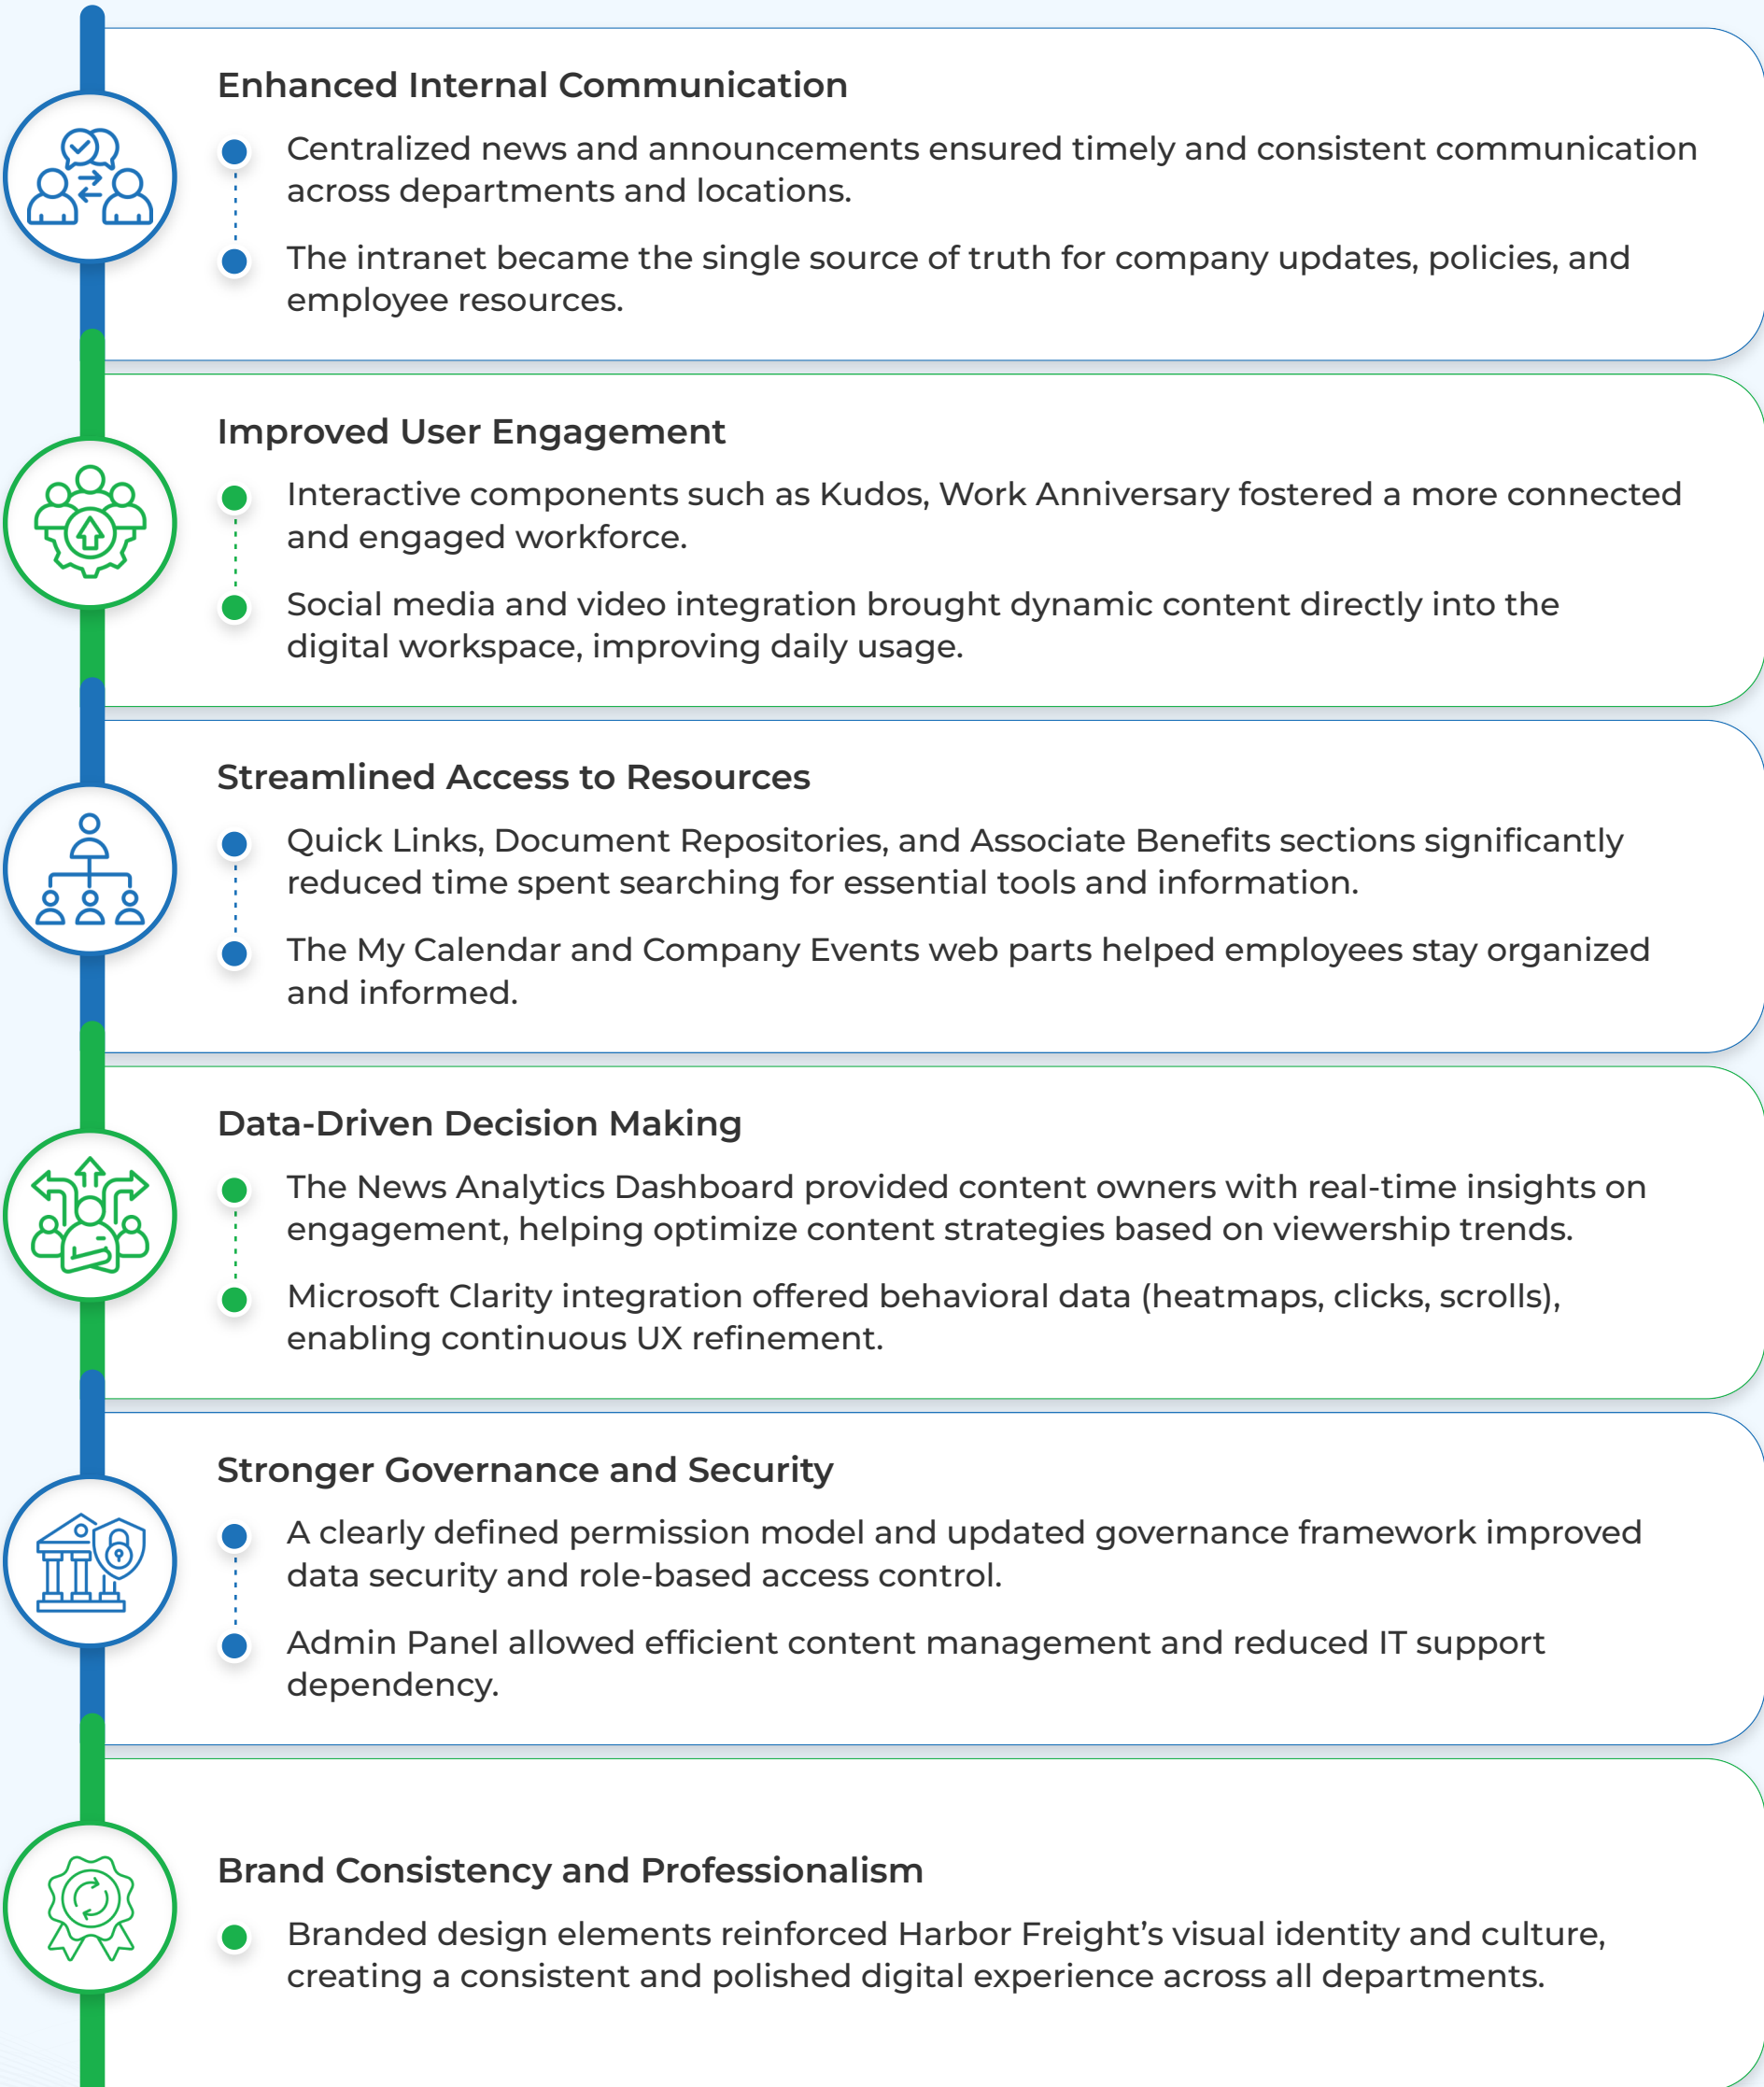 Enhanced Internal Communication
Centralized news and announcements ensured timely and consistent communication
across departments and locations.
The intranet became the single source of truth for company updates, policies, and
employee resources.
Improved User Engagement
Interactive components such as Kudos, Work Anniversary fostered a more connected
and engaged workforce.
Social media and video integration brought dynamic content directly into the
digital workspace, improving daily usage.
Streamlined Access to Resources
Quick Links, Document Repositories, and Associate Benefits sections significantly
reduced time spent searching for essential tools and information.
The My Calendar and Company Events web parts helped employees stay organized
and informed.
Data-Driven Decision Making
The News Analytics Dashboard provided content owners with real-time insights on
engagement, helping optimize content strategies based on viewership trends.
Microsoft Clarity integration offered behavioral data (heatmaps, clicks, scrolls),
enabling continuous UX refinement.
Stronger Governance and Security
A clearly defined permission model and updated governance framework improved
data security and role-based access control.
Admin Panel allowed efficient content management and reduced IT support
dependency.
Brand Consistency and Professionalism
Branded design elements reinforced Harbor Freight’s visual identity and culture,
creating a consistent and polished digital experience across all departments.